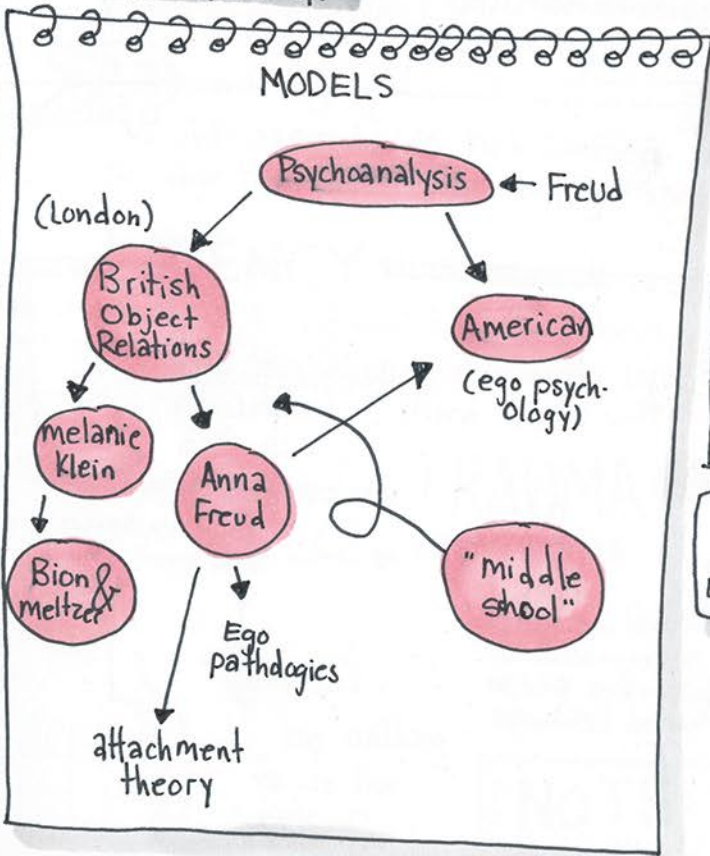 MODELS
Psychoanalysis
Freud
(London)
British
Object
Relations
American
(ego psych-
ology)
melanie
Klein
Anna
Freud
Bion &
meltzer
"middle
shool"
Ego
pathdogies
attachment
theory